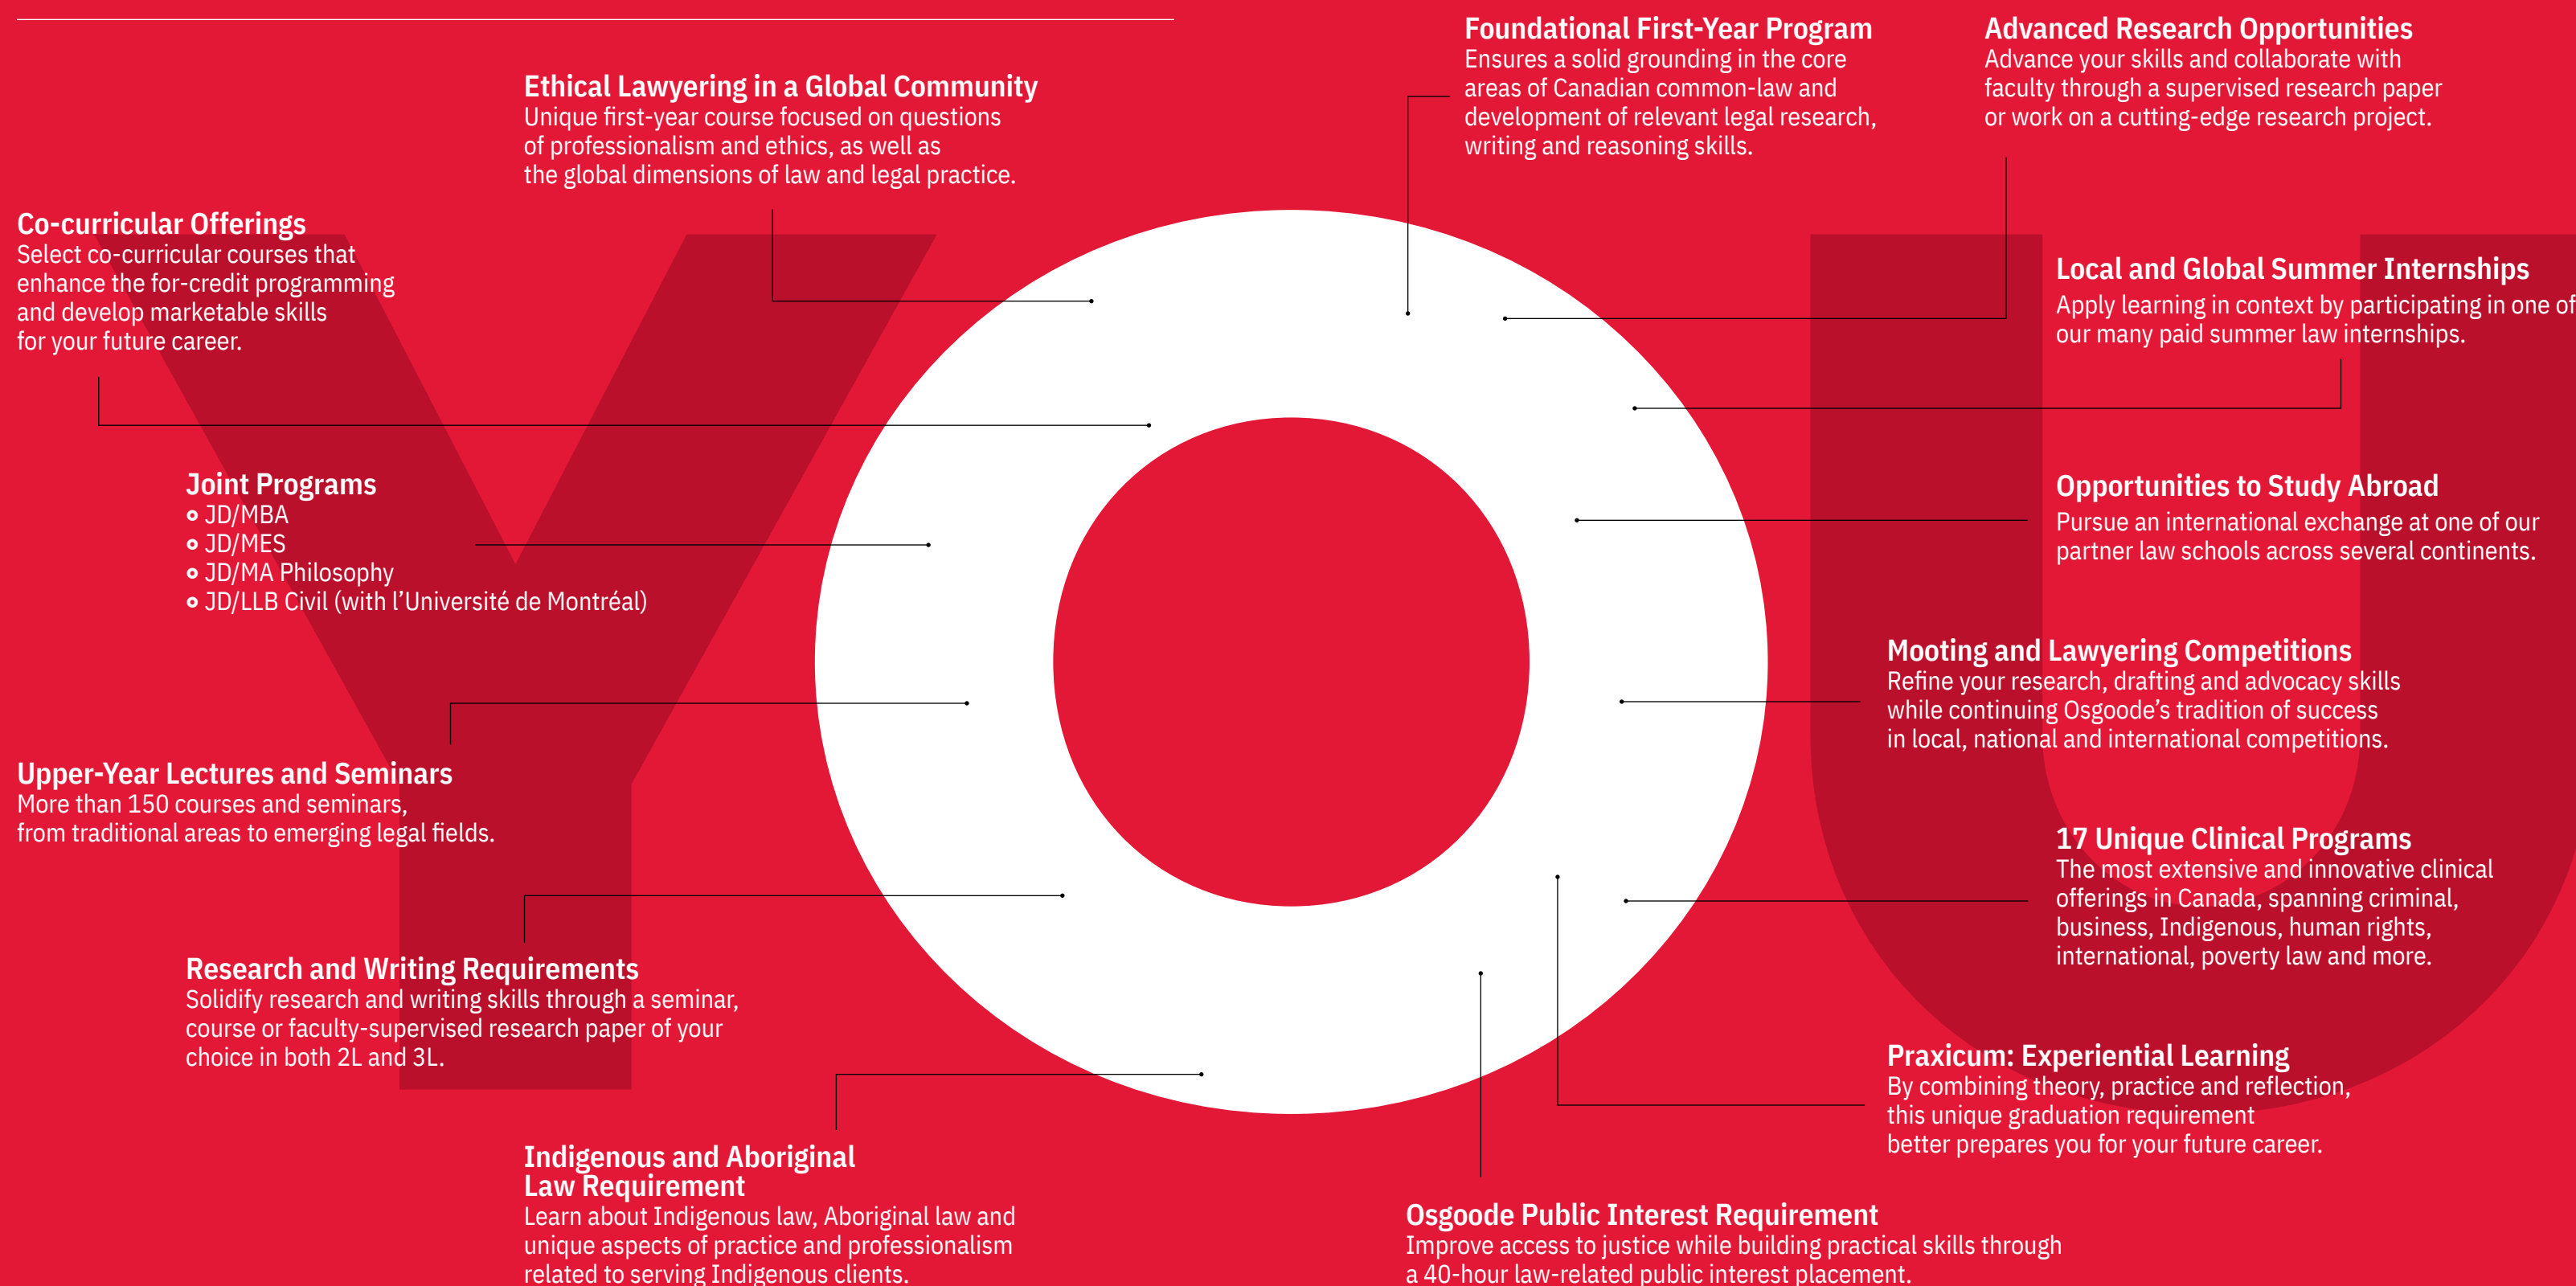 Foundational First-Year Program
Ensures a solid grounding in the core
areas of Canadian common-law and
development of relevant legal research,
writing and reasoning skills.
Advanced Research Opportunities
Advance your skills and collaborate with
faculty through a supervised research paper
or work on a cutting-edge research project.
Ethical Lawyering in a Global Community
Unique first-year course focused on questions
of professionalism and ethics, as well as
the global dimensions of law and legal practice.
Co-curricular Offerings
Select co-curricular courses that
enhance the for-credit programming
and develop marketable skills
for your future career.
Local and Global Summer Internships
Apply learning in context by participating in one of
our many paid summer law internships.
YOU
Joint Programs
JD/MBA
JD/MES
JD/MA Philosophy
JD/LLB Civil (with l’Université de Montréal)
Opportunities to Study Abroad
Pursue an international exchange at one of our
partner law schools across several continents.
Mooting and Lawyering Competitions
Refine your research, drafting and advocacy skills
while continuing Osgoode’s tradition of success
in local, national and international competitions.
Upper-Year Lectures and Seminars
More than 150 courses and seminars,
from traditional areas to emerging legal fields.
17 Unique Clinical Programs
The most extensive and innovative clinical
offerings in Canada, spanning criminal,
business, Indigenous, human rights,
international, poverty law and more.
Research and Writing Requirements
Solidify research and writing skills through a seminar,
course or faculty-supervised research paper of your
choice in both 2L and 3L.
Praxicum: Experiential Learning
By combining theory, practice and reflection,
this unique graduation requirement
better prepares you for your future career.
Indigenous and Aboriginal
Law Requirement
Learn about Indigenous law, Aboriginal law and
unique aspects of practice and professionalism
related to serving Indigenous clients.
Osgoode Public Interest Requirement
Improve access to justice while building practical skills through
a 40-hour law-related public interest placement.